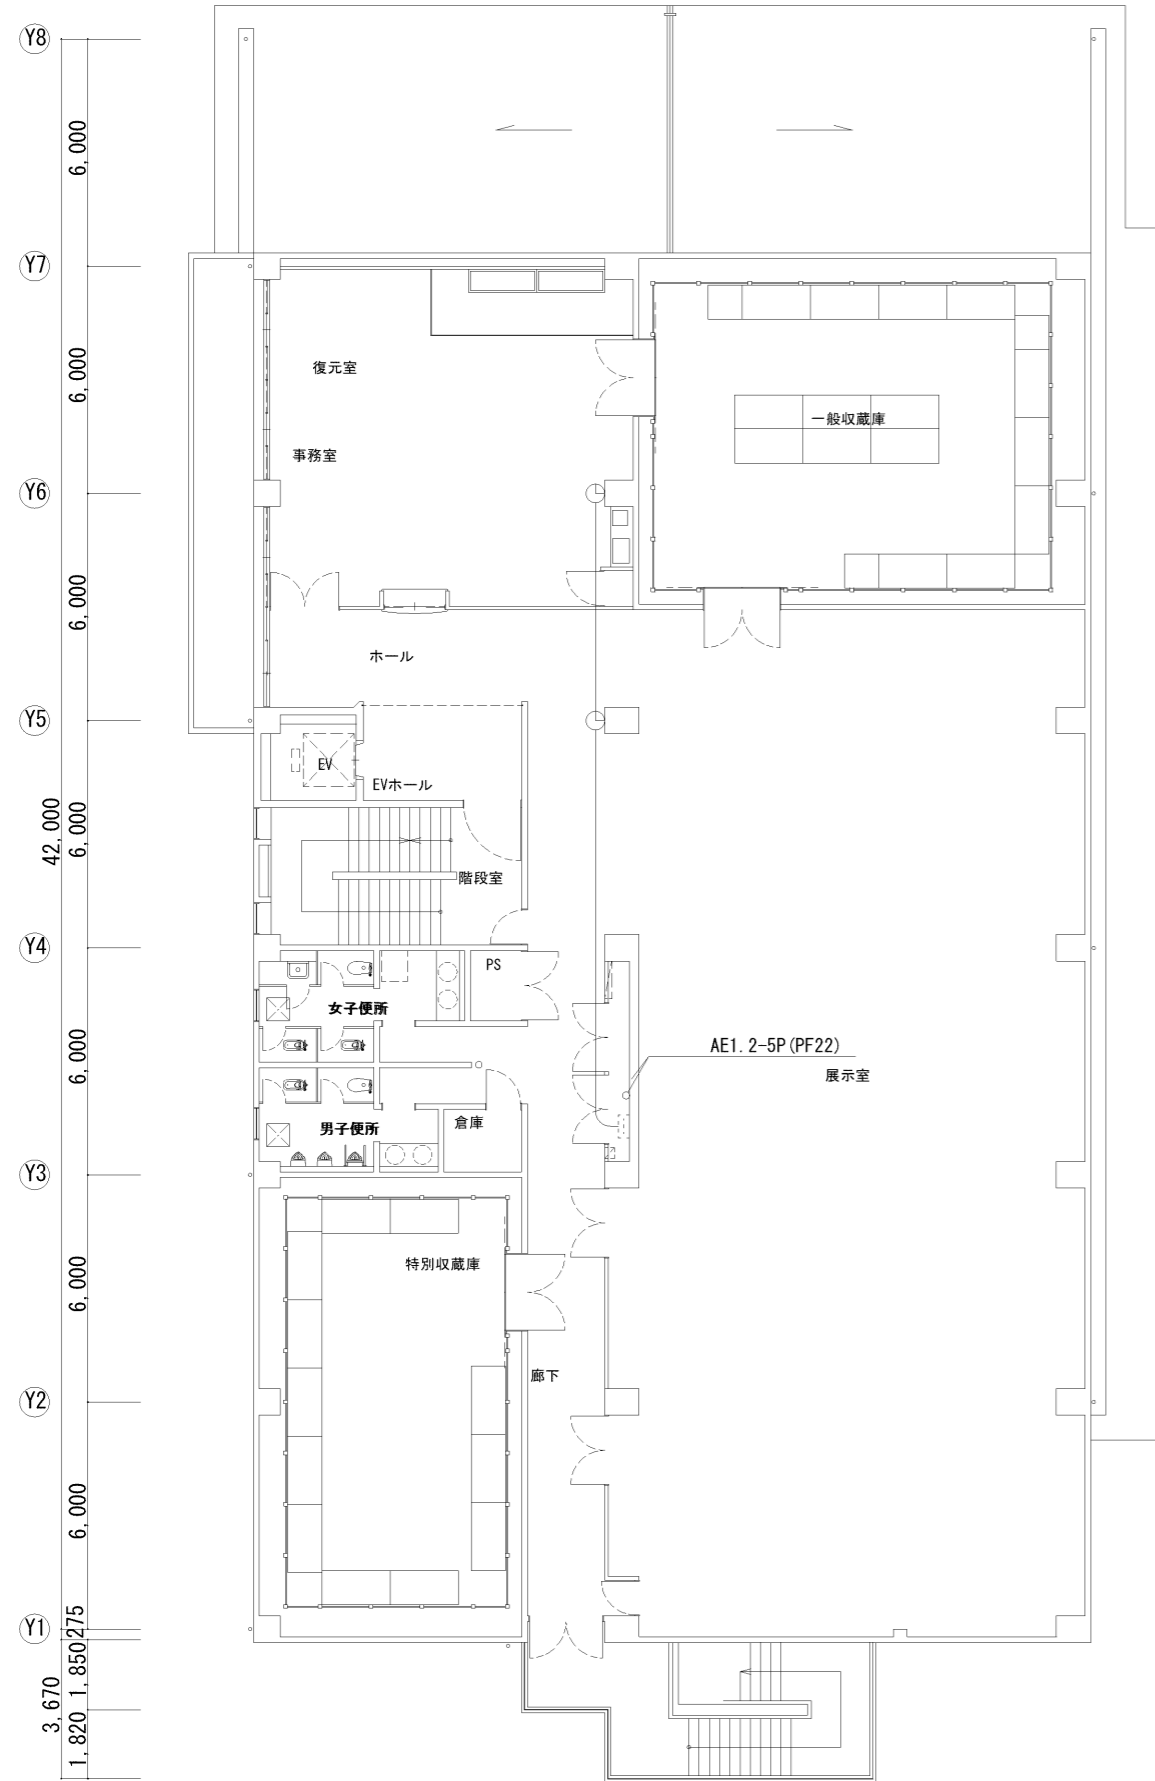 Y8
6,000
Y7
6,000
復元室
一般収蔵庫
事務室
Y6
6,000
ホール
Y5
EV
EVホール
42,000
6,000
階段室
Y4
PS
女子便所
AE1.2-5P(PF22)
6,000
展示室
男子便所
倉庫
Y3
特別収蔵庫
6,000
廊下
Y2
6,000
Y1
275
1,850
3,670
1,820